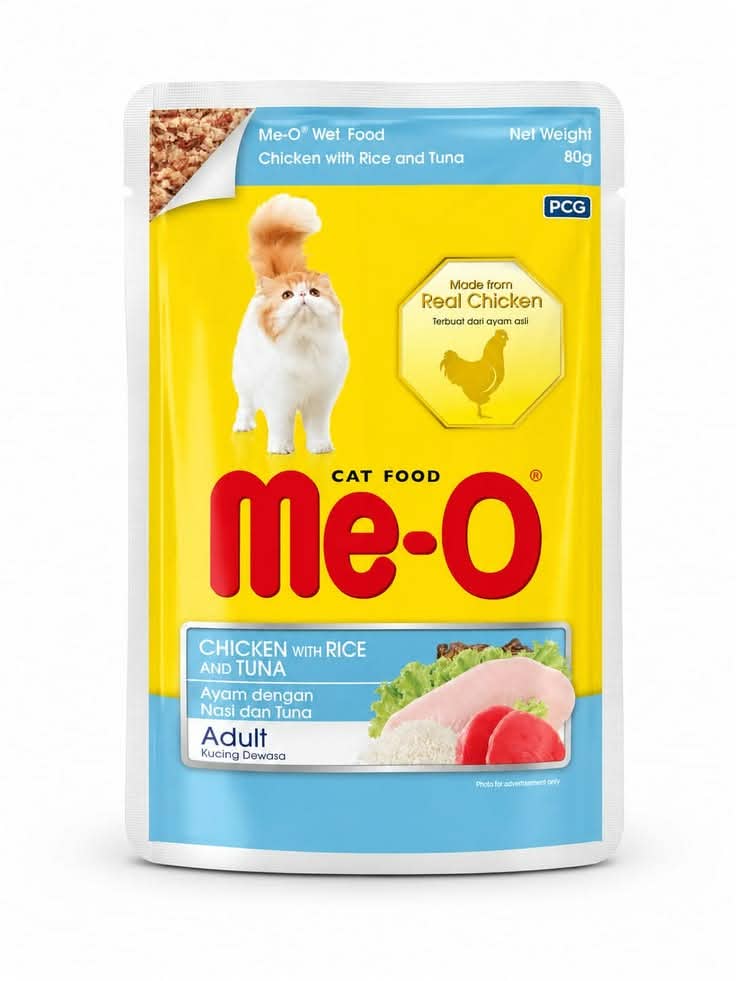 Me-O® Wet Food
Chicken with Rice and Tuna
Net Weight
80g
PCG
Made from
Real Chicken
Terbuat dari ayam asli
CAT FOOD
Me-O®
CHICKEN WITH RICE
AND TUNA
Ayam dengan
Nasi dan Tuna
Adult
Kucing Dewasa
Photo for advertisement only